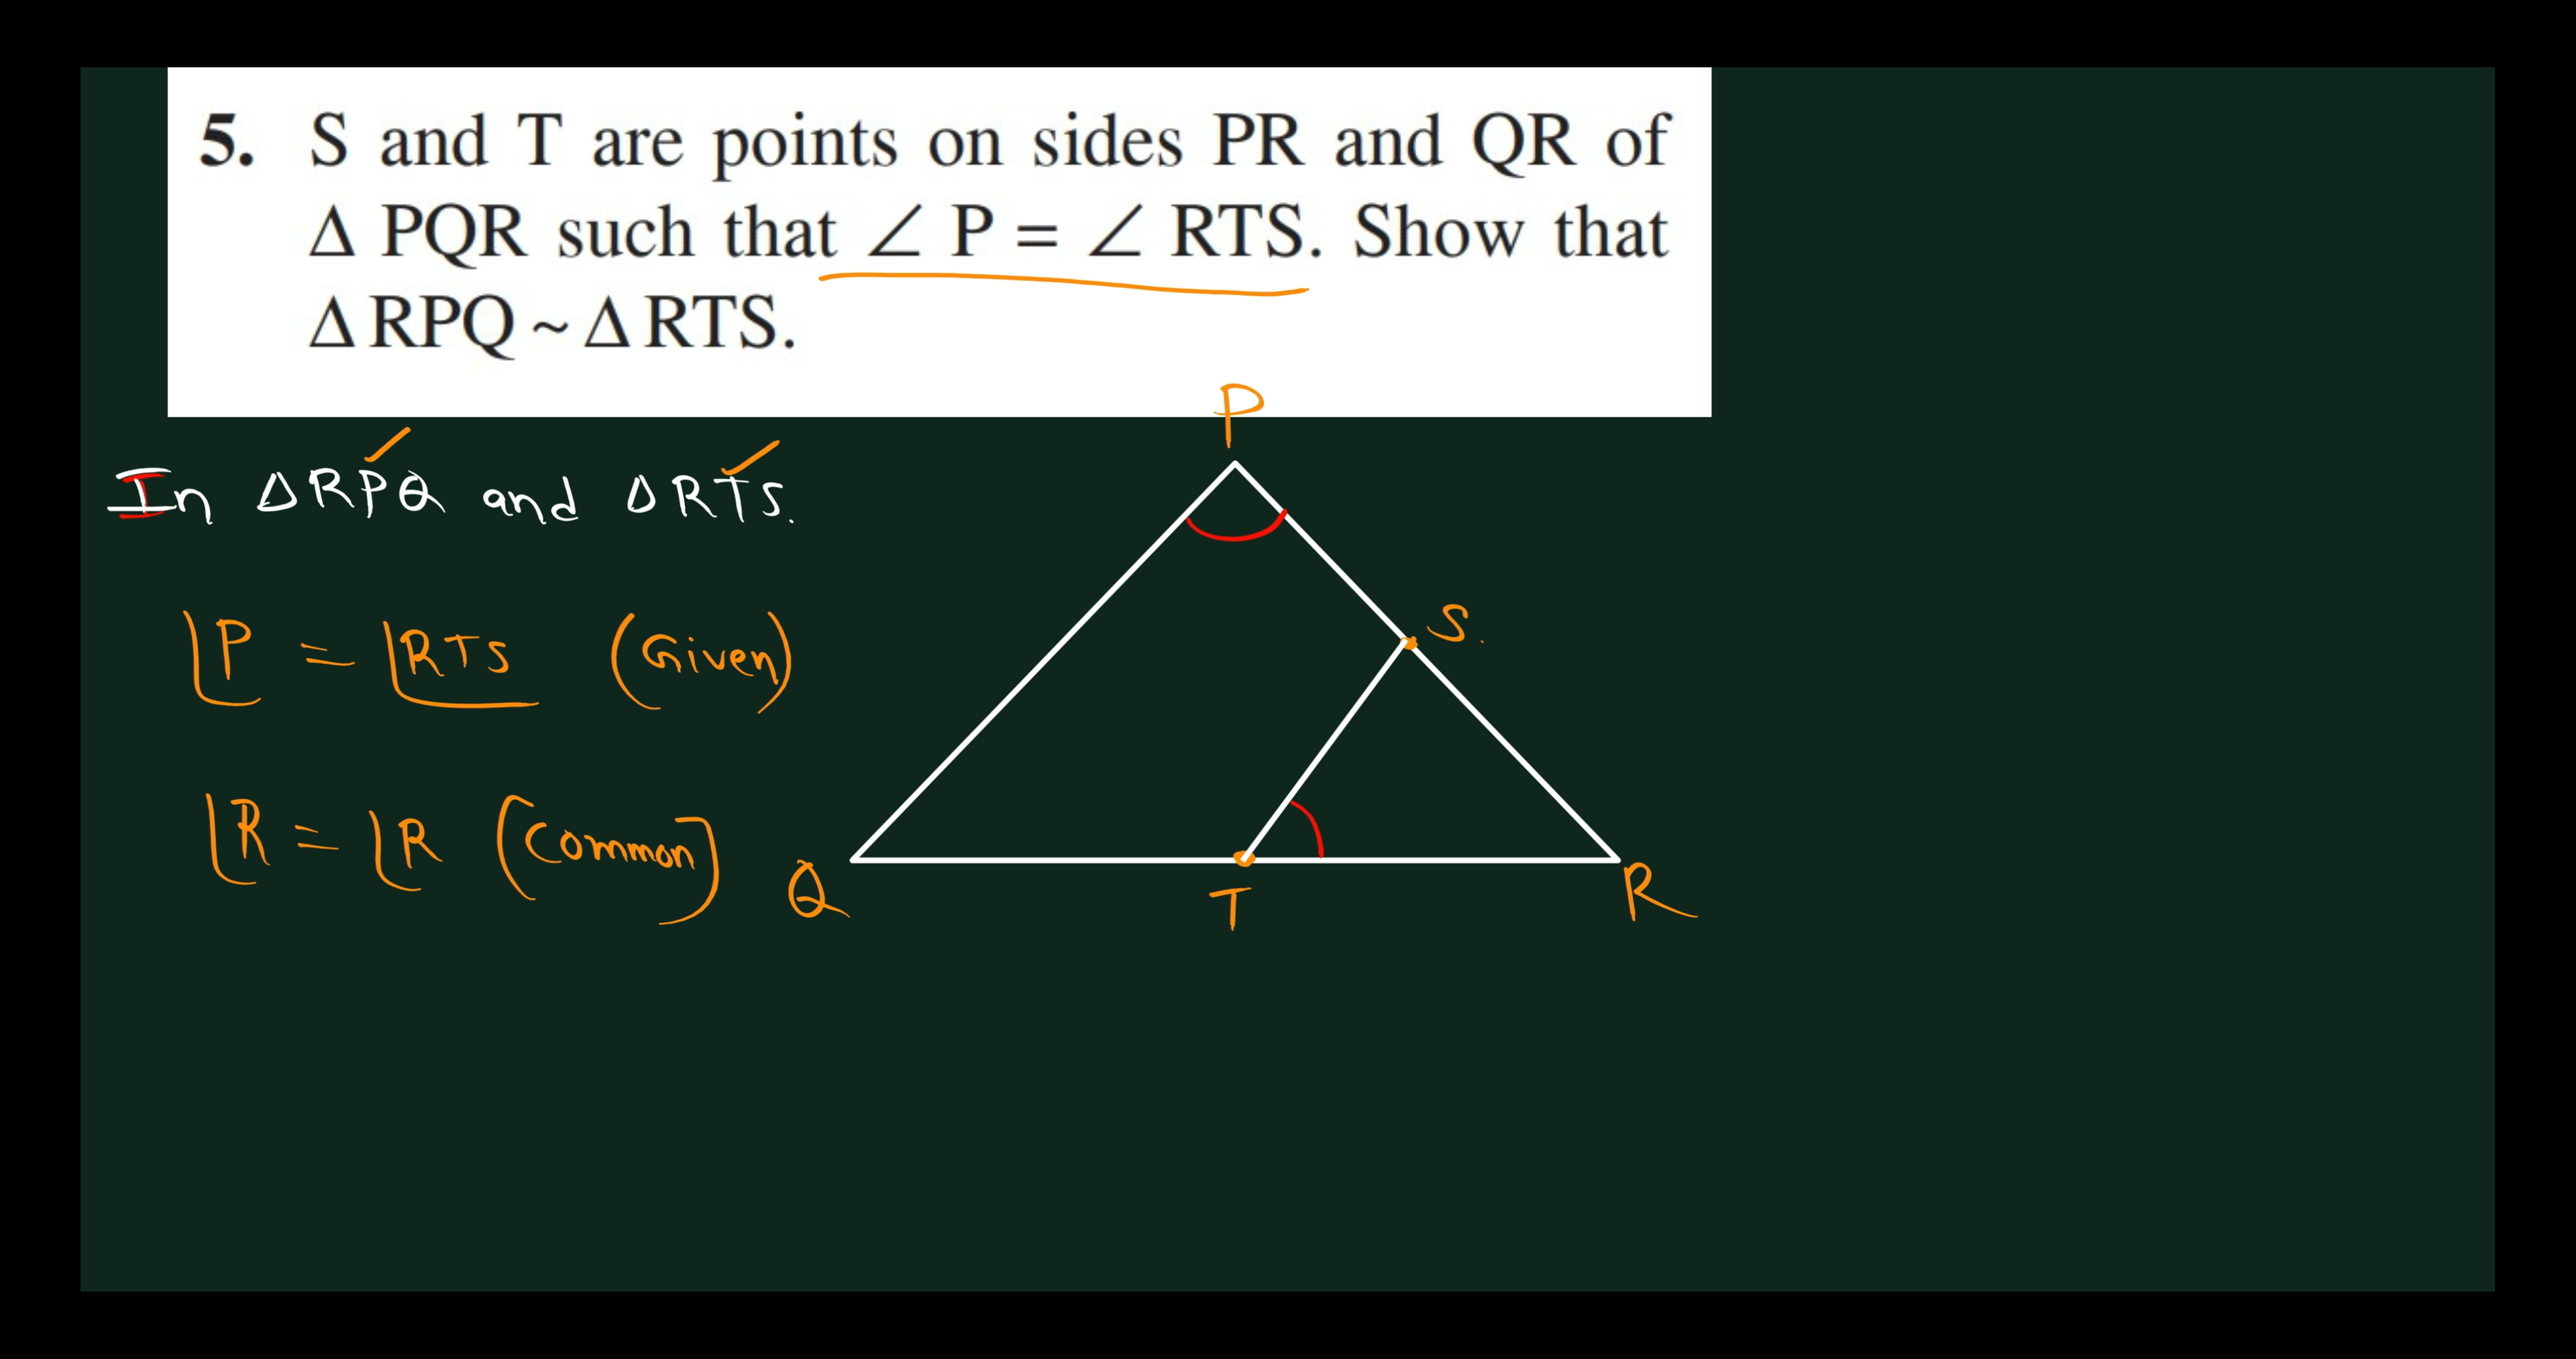 5. S and T are points on sides PR and QR of
Δ PQR such that ∠ P = ∠ RTS. Show that
Δ RPQ ~ Δ RTS.
In ΔRPQ and ΔRTS.
∠P = ∠RTS (Given)
∠R = ∠R (Common)
P
S.
Q
T
R